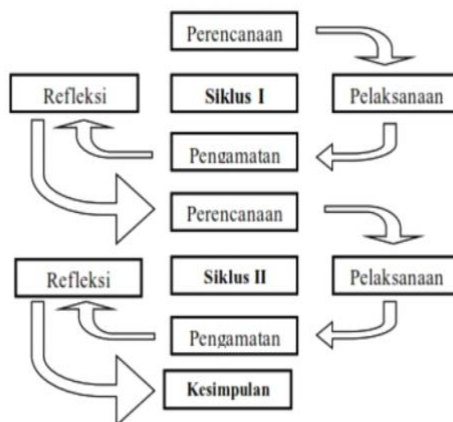 Perencanaan
Refleksi
Siklus I
Pelaksanaan
Pengamatan
Perencanaan
Refleksi
Siklus II
Pelaksanaan
Pengamatan
Kesimpulan